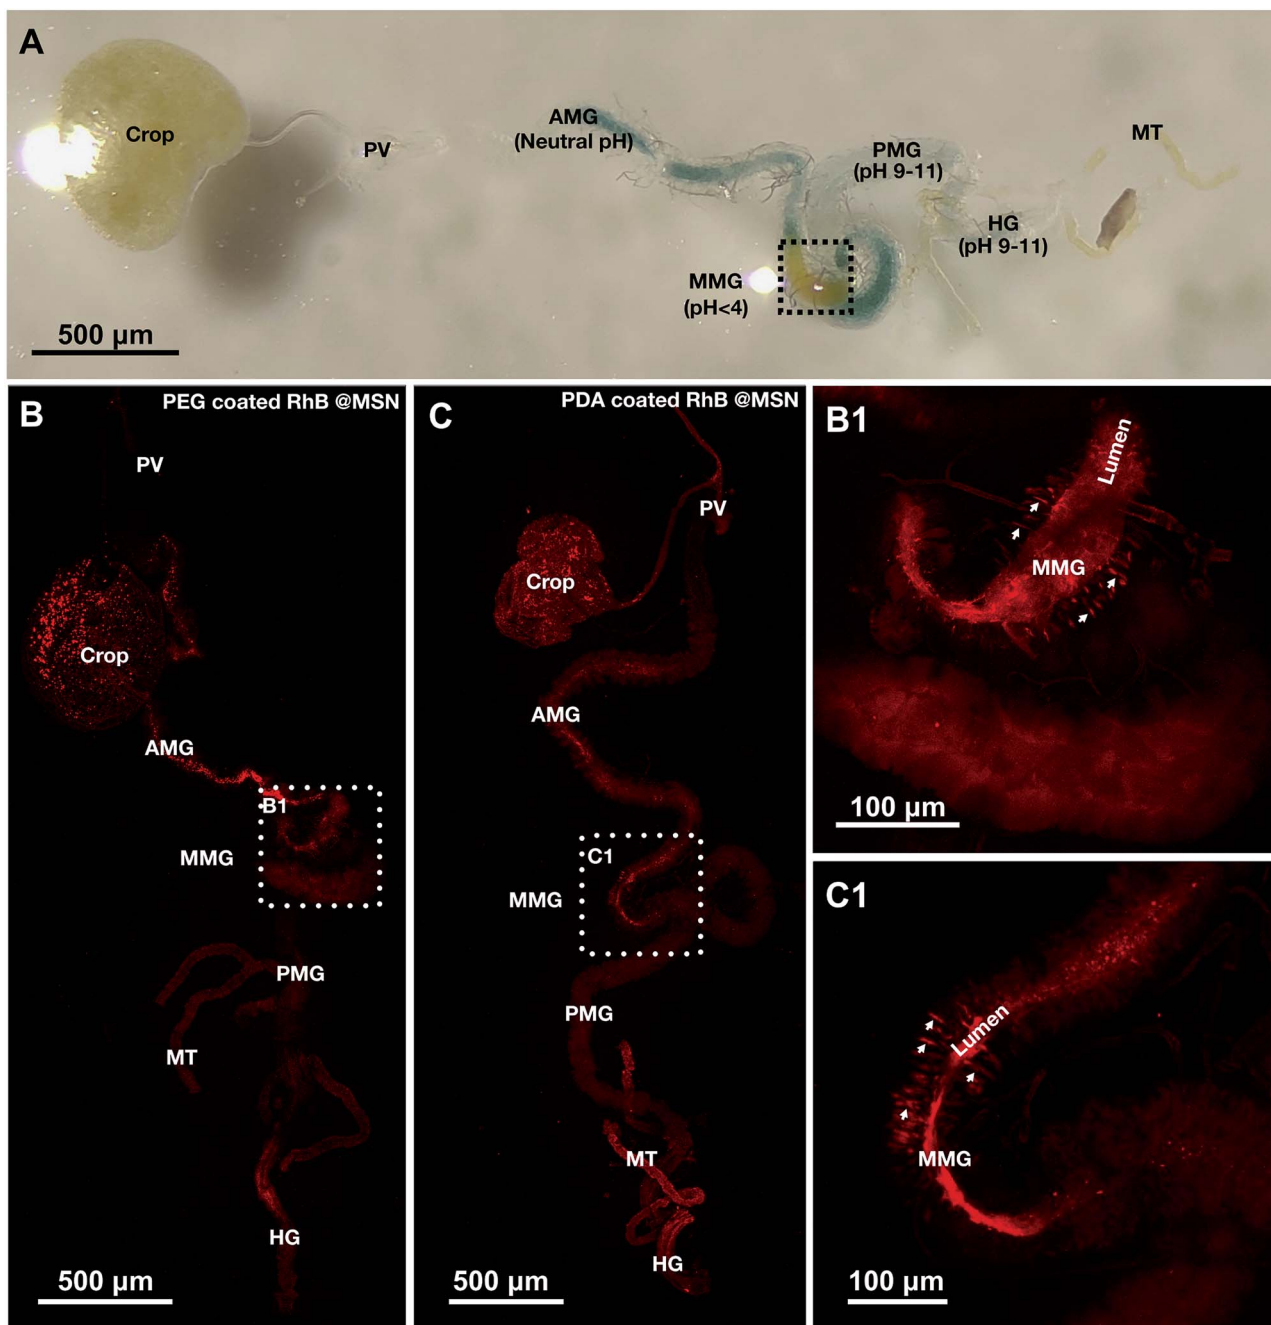 A
Crop
PV
AMG
(Neutral pH)
PMG
(pH 9-11)
MT
HG
(pH 9-11)
MMG
(pH<4)
500 μm
B
PEG coated RhB @MSN
PV
Crop
AMG
B1
MMG
PMG
MT
HG
500 μm
C
PDA coated RhB @MSN
PV
Crop
AMG
C1
MMG
PMG
MT
HG
500 μm
B1
Lumen
MMG
100 μm
C1
Lumen
MMG
100 μm